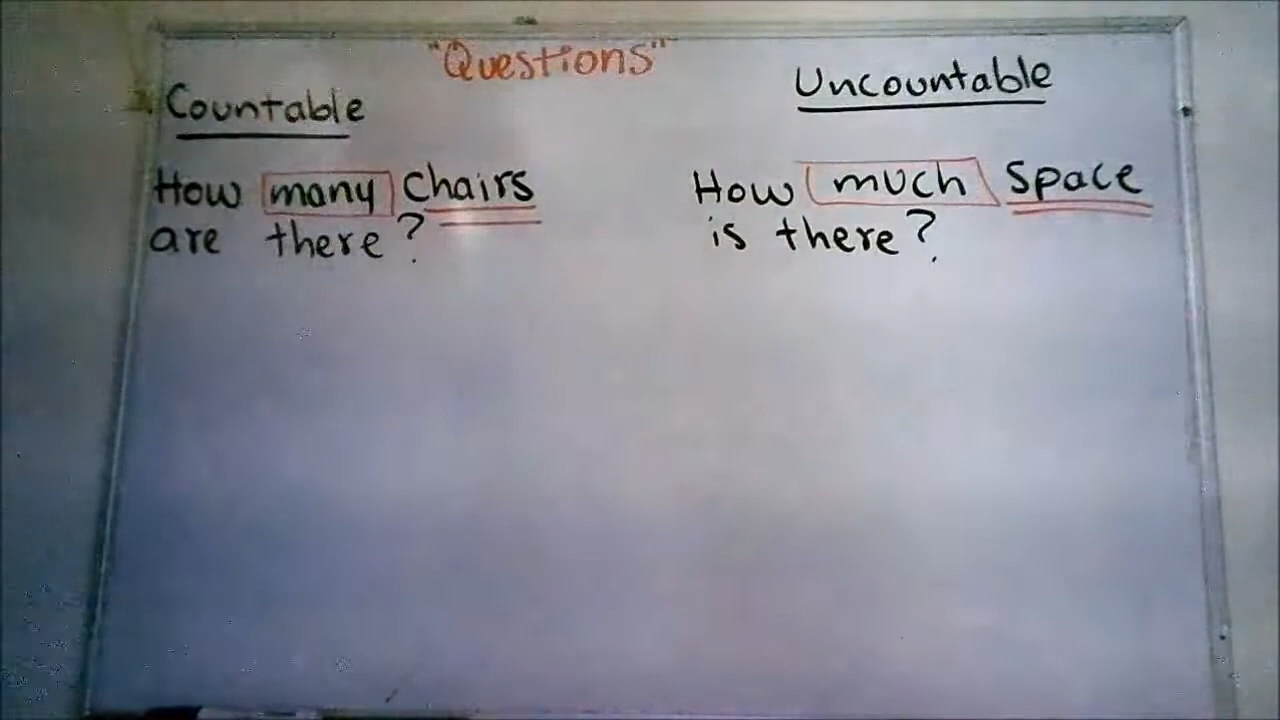 "Questions"
Countable
How many Chairs
are there?
Uncountable
How much space
is there?